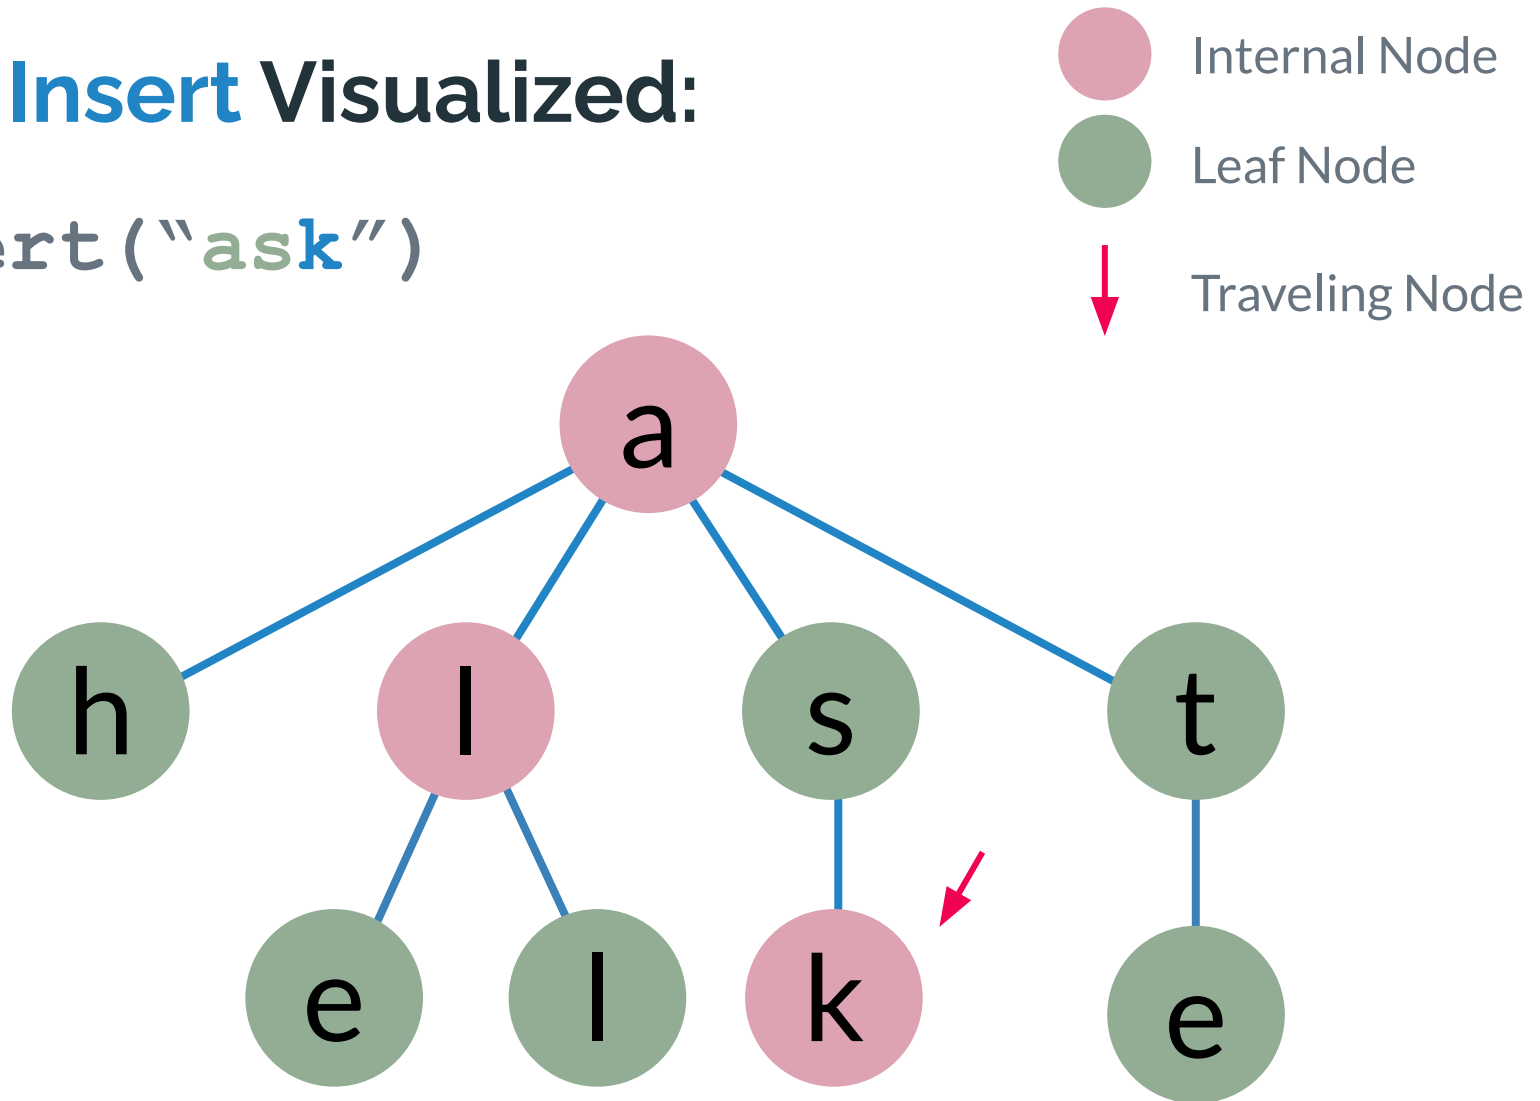 Insert Visualized:
ert(“ask”)
Internal Node
Leaf Node
Traveling Node
a
h l s t
e l k e